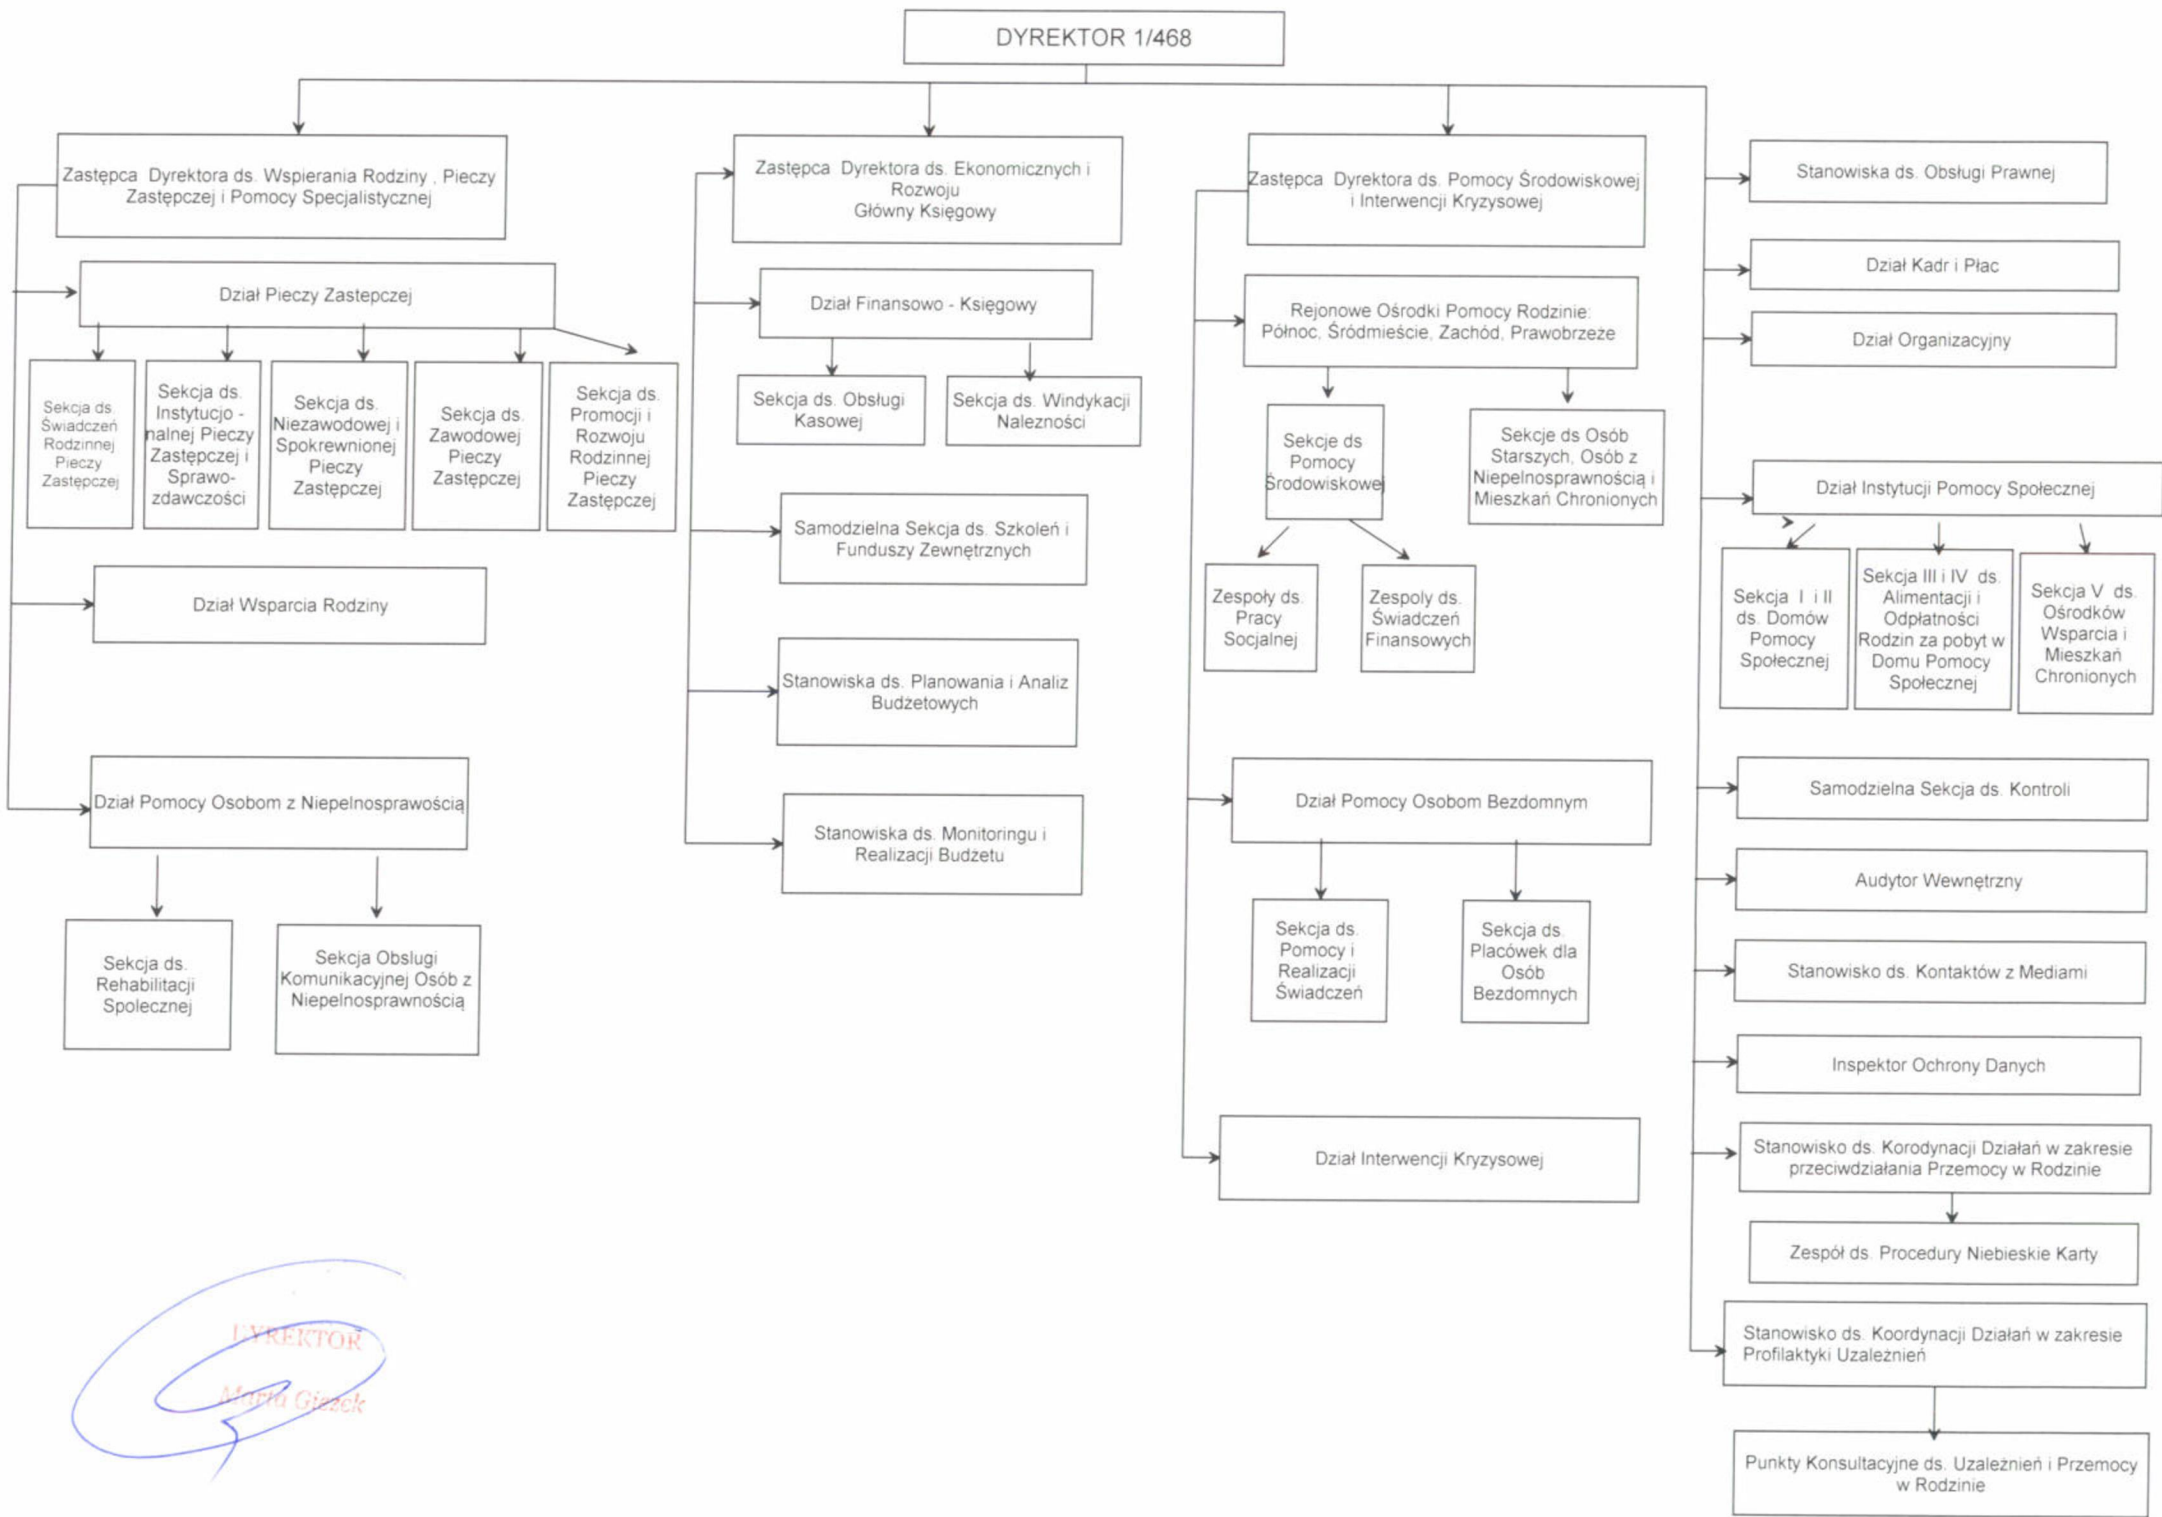 DYREKTOR 1/468
Zastępca Dyrektora ds. Wspierania Rodziny , Pieczy
Zastępczej i Pomocy Specjalistycznej
Dział Pieczy Zastepczej
Sekcja ds.
Świadczeń
Rodzinnej
Pieczy
Zastępczej
Sekcja ds.
Instytucjo -
nalnej Pieczy
Zastępczej i
Sprawo-
zdawczości
Sekcja ds.
Niezawodowej i
Spokrewnionej
Pieczy
Zastępczej
Sekcja ds.
Zawodowej
Pieczy
Zastępczej
Sekcja ds.
Promocji i
Rozwoju
Rodzinnej
Pieczy
Zastępczej
Dział Wsparcia Rodziny
Dział Pomocy Osobom z Niepełnosprawością
Sekcja ds.
Rehabilitacji
Spolecznej
Sekcja Obslugi
Komunikacyjnej Osób z
Niepelnosprawnością
Zastępca Dyrektora ds. Ekonomicznych i
Rozwoju
Główny Księgowy
Dział Finansowo - Księgowy
Sekcja ds. Obsługi
Kasowej
Sekcja ds. Windykacji
Nalezności
Samodzielna Sekcja ds. Szkoleń i
Funduszy Zewnętrznych
Stanowiska ds. Planowania i Analiz
Budżetowych
Stanowiska ds. Monitoringu i
Realizacji Budżetu
Zastępca Dyrektora ds. Pomocy Środowiskowej
i Interwencji Kryzysowej
Rejonowe Ośrodki Pomocy Rodzinie:
Północ, Śródmieście, Zachód, Prawobrzeże
Sekcje ds
Pomocy
Środowiskowej
Sekcje ds Osób
Starszych, Osób z
Niepełnosprawnością i
Mieszkań Chronionych
Zespoły ds.
Pracy
Socjalnej
Zespoly ds.
Świadczeń
Finansowych
Dział Pomocy Osobom Bezdomnym
Sekcja ds.
Pomocy i
Realizacji
Świadczeń
Sekcja ds.
Placówek dla
Osób
Bezdomnych
Dział Interwencji Kryzysowej
Stanowiska ds. Obsługi Prawnej
Dział Kadr i Płac
Dział Organizacyjny
Dział Instytucji Pomocy Społecznej
Sekcja I i II
ds. Domów
Pomocy
Społecznej
Sekcja III i IV ds.
Alimentacji i
Odpłatności
Rodzin za pobyt w
Domu Pomocy
Społecznej
Sekcja V ds.
Ośrodków
Wsparcia i
Mieszkań
Chronionych
Samodzielna Sekcja ds. Kontroli
Audytor Wewnętrzny
Stanowisko ds. Kontaktów z Mediami
Inspektor Ochrony Danych
Stanowisko ds. Korodynacji Działań w zakresie
przeciwdziałania Przemocy w Rodzinie
Zespół ds. Procedury Niebieskie Karty
Stanowisko ds. Koordynacji Działań w zakresie
Profilaktyki Uzależnień
Punkty Konsultacyjne ds. Uzależnień i Przemocy
w Rodzinie
DYREKTOR
Marta Giezek